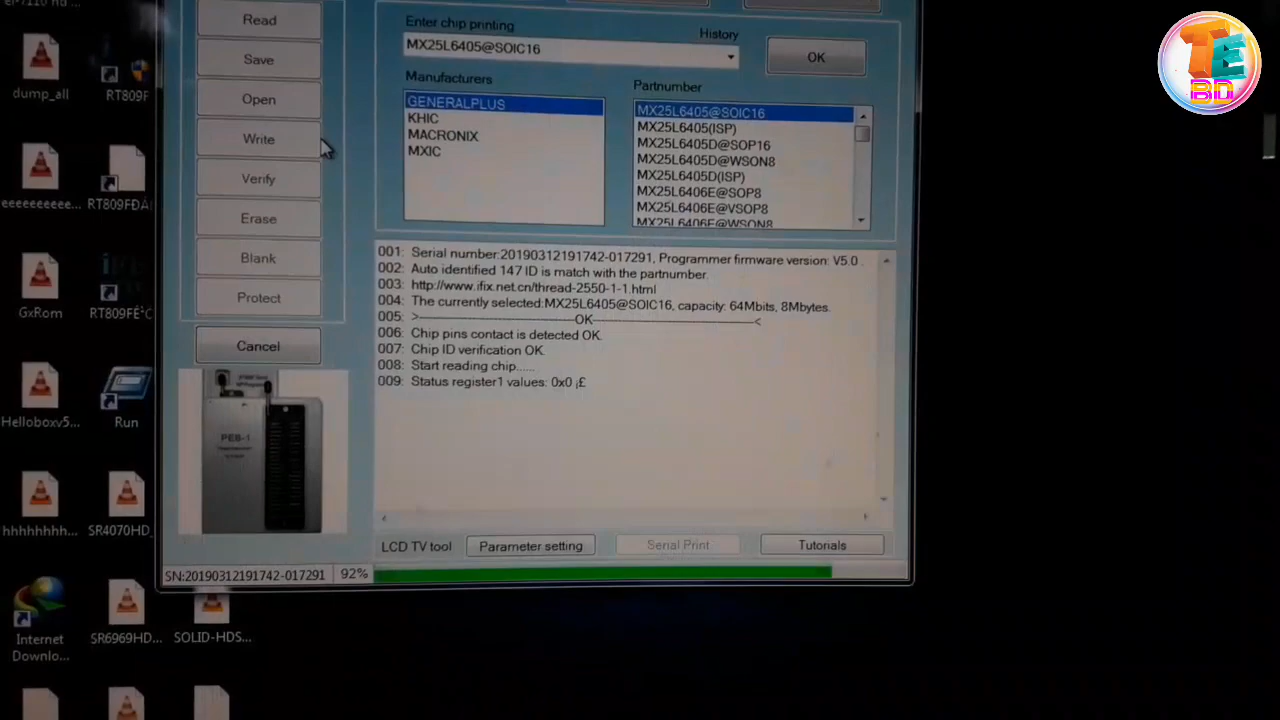 Read
Save
Open
Write
Verify
Erase
Blank
Protect
Cancel
PEB-1
Enter chip printing
History
MX25L6405@SOIC16
OK
Manufacturers
GENERALPLUS
KHIC
MACRONIX
MXIC
Partnumber
MX25L6405@SOIC16
MX25L6405(ISP)
MX25L6405D@SOP16
MX25L6405D@WSON8
MX25L6405D(ISP)
MX25L6406E@SOP8
MX25L6406E@VSOP8
MX25L6406E@WSON8
001: Serial number:20190312191742-017291, Programmer firmware version: V5.0 .
002: Auto identified 147 ID is match with the partnumber.
003: http://www.ifix.net.cn/thread-2550-1-1.html
004: The currently selected:MX25L6405@SOIC16, capacity: 64Mbits, 8Mbytes.
005: >--------------------OK--------------------<
006: Chip pins contact is detected OK.
007: Chip ID verification OK.
008: Start reading chip......
009: Status register1 values: 0x0 ¡£
LCD TV tool
Parameter setting
Serial Print
Tutorials
SN:20190312191742-017291
92%
dump_all
RT809F
eeeeeeeeee...
GxRom
Helloboxv5...
Run
hhhhhhhh...
SR4070HD_
Internet
Downlo...
SR6969HD...
SOLID-HDS...
TE
BD